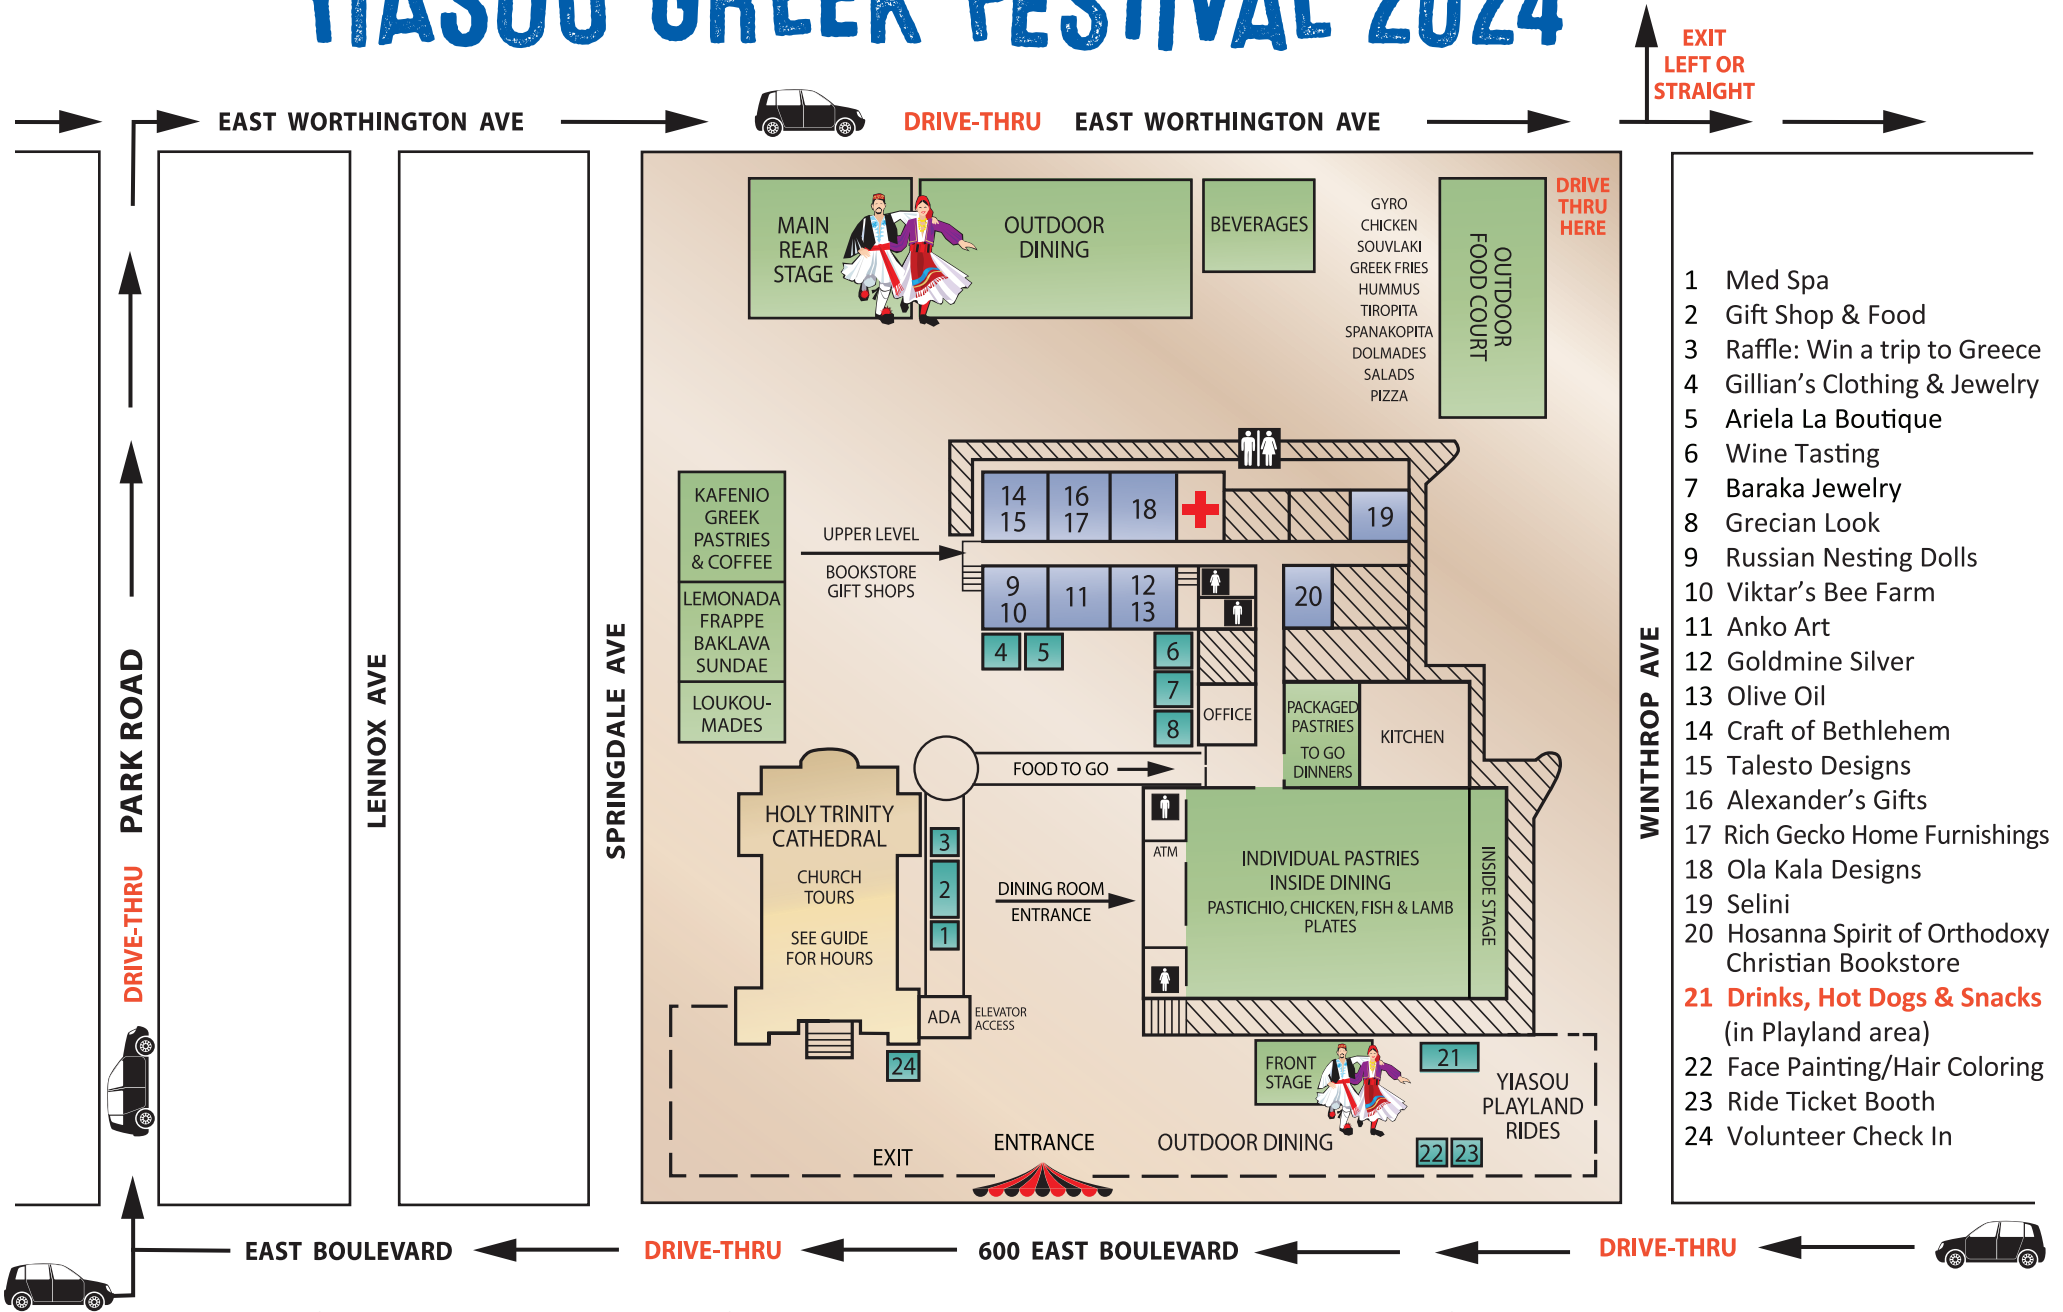 YIASOU GREEK FESTIVAL 2024
EXIT
LEFT OR
STRAIGHT
EAST WORTHINGTON AVE
DRIVE-THRU EAST WORTHINGTON AVE
MAIN
REAR
STAGE
OUTDOOR
DINING
BEVERAGES
GYRO
CHICKEN
SOUVLAKI
GREEK FRIES
HUMMUS
TIROPITA
SPANAKOPITA
DOLMADES
SALADS
PIZZA
OUTDOOR
FOOD COURT
DRIVE
THRU
HERE
KAFENIO
GREEK
PASTRIES
& COFFEE
LEMONADA
FRAPPE
BAKLAVA
SUNDAE
LOUKOU-
MADES
UPPER LEVEL
BOOKSTORE
GIFT SHOPS
14
15
16
17
18
19
9
10
11
12
13
20
4
5
6
7
8
OFFICE
PACKAGED
PASTRIES
TO GO
DINNERS
KITCHEN
FOOD TO GO
HOLY TRINITY
CATHEDRAL
CHURCH
TOURS
SEE GUIDE
FOR HOURS
3
2
1
ADA
ELEVATOR
ACCESS
24
DINING ROOM
ENTRANCE
ATM
INDIVIDUAL PASTRIES
INSIDE DINING
PASTICHIO, CHICKEN, FISH & LAMB
PLATES
INSIDE STAGE
FRONT
STAGE
21
YIASOU
PLAYLAND
RIDES
OUTDOOR DINING
22
23
ENTRANCE
EXIT
PARK ROAD
DRIVE-THRU
LENNOX AVE
SPRINGDALE AVE
WINTHROP AVE
1 Med Spa
2 Gift Shop & Food
3 Raffle: Win a trip to Greece
4 Gillian’s Clothing & Jewelry
5 Ariela La Boutique
6 Wine Tasting
7 Baraka Jewelry
8 Grecian Look
9 Russian Nesting Dolls
10 Viktar’s Bee Farm
11 Anko Art
12 Goldmine Silver
13 Olive Oil
14 Craft of Bethlehem
15 Talesto Designs
16 Alexander’s Gifts
17 Rich Gecko Home Furnishings
18 Ola Kala Designs
19 Selini
20 Hosanna Spirit of Orthodoxy
Christian Bookstore
21 Drinks, Hot Dogs & Snacks
(in Playland area)
22 Face Painting/Hair Coloring
23 Ride Ticket Booth
24 Volunteer Check In
EAST BOULEVARD
DRIVE-THRU
600 EAST BOULEVARD
DRIVE-THRU